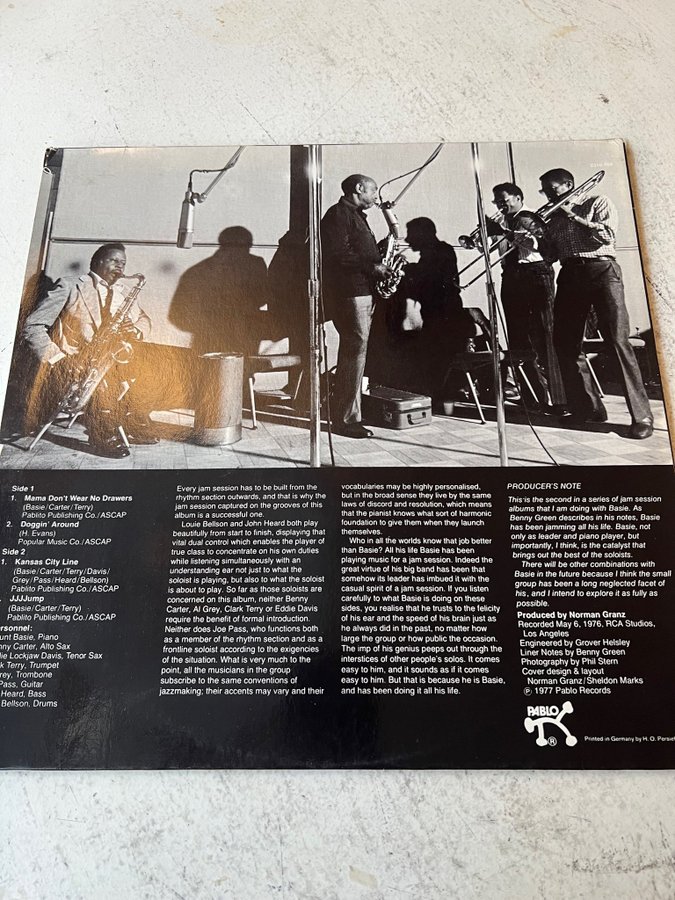 Side 1
1. Mama Don't Wear No Drawers
(Basie/Carter/Terry)
Pablito Publishing Co./ASCAP
2. Doggin' Around
(H. Evans)
Popular Music Co./ASCAP
Side 2
1. Kansas City Line
(Basie/Carter/Terry/Davis/
Grey/Pass/Heard/Bellson)
Pablito Publishing Co./ASCAP
JJJJump
(Basie/Carter/Terry)
Pablito Publishing Co./ASCAP
rsonnel:
unt Basie, Piano
nny Carter, Alto Sax
die Lockjaw Davis, Tenor Sax
rk Terry, Trumpet
rey, Trombone
Pass, Guitar
Heard, Bass
Bellson, Drums
Every jam session has to be built from the
rhythm section outwards, and that is why the
jam session captured on the grooves of this
album is a successful one.
Louie Bellson and John Heard both play
beautifully from start to finish, displaying that
vital dual control which enables the player of
true class to concentrate on his own duties
while listening simultaneously with an
understanding ear not just to what the
soloist is playing, but also to what the soloist
is about to play. So far as those soloists are
concerned on this album, neither Benny
Carter, Al Grey, Clark Terry or Eddie Davis
require the benefit of formal introduction.
Neither does Joe Pass, who functions both
as a member of the rhythm section and as a
frontline soloist according to the exigencies
of the situation. What is very much to the
point, all the musicians in the group
subscribe to the same conventions of
jazzmaking; their accents may vary and their
vocabularies may be highly personalised,
but in the broad sense they live by the same
laws of discord and resolution, which means
that the pianist knows what sort of harmonic
foundation to give them when they launch
themselves.
Who in all the worlds know that job better
than Basie? All his life Basie has been
playing music for a jam session. Indeed the
great virtue of his big band has been that
somehow its leader has imbued it with the
casual spirit of a jam session. If you listen
carefully to what Basie is doing on these
sides, you realise that he trusts to the felicity
of his ear and the speed of his brain just as
he always did in the past, no matter how
large the group or how public the occasion.
The imp of his genius peeps out through the
interstices of other people's solos. It comes
easy to him, and it sounds as if it comes
easy to him. But that is because he is Basie,
and has been doing it all his life.
PRODUCER'S NOTE
This is the second in a series of jam session
albums that I am doing with Basie. As
Benny Green describes in his notes, Basie
has been jamming all his life. Basie, not
only as leader and piano player, but
importantly, I think, is the catalyst that
brings out the best of the soloists.
There will be other combinations with
Basie in the future because I think the small
group has been a long neglected facet of
his, and I intend to explore it as fully as
possible.
Produced by Norman Granz
Recorded May 6, 1976, RCA Studios,
Los Angeles
Engineered by Grover Helsley
Liner Notes by Benny Green
Photography by Phil Stern
Cover design & layout
Norman Granz/Sheldon Marks
℗ 1977 Pablo Records
PABLO
®
Printed in Germany by H. O. Persie